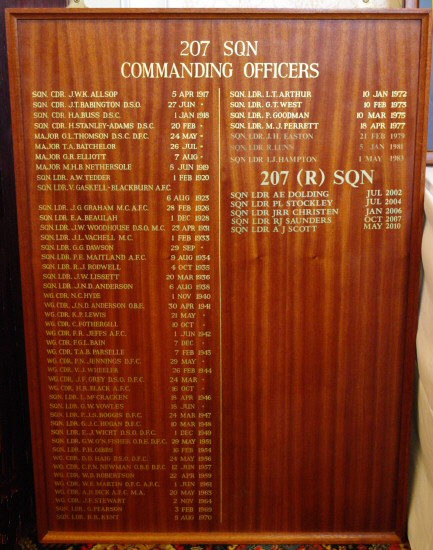 207 SQN
COMMANDING OFFICERS
SQN. CDR. J.W.K. ALLSOP 5 APR 1917
SQN. CDR. J.T. BABINGTON D.S.O. 27 JUN "
SQN. CDR. H.A. BUSS D.S.C. 1 JAN 1918
SQN. CDR. H. STANLEY-ADAMS D.S.C. 20 FEB "
MAJOR G.L. THOMSON D.S.C. D.F.C. 24 MAY "
MAJOR T.A. BATCHELOR 26 JUL "
MAJOR G.R. ELLIOTT 7 AUG "
MAJOR M.H.B. NETHERSOLE 5 JUN 1919
SQN. LDR. A.W. TEDDER 1 FEB 1920
SQN. LDR. V. GASKELL-BLACKBURN A.F.C.
6 AUG 1923
SQN. LDR. J.G. GRAHAM M.C. A.F.C. 28 FEB 1926
SQN. LDR. E.A. BEAULAH 1 DEC 1928
SQN. LDR. J.W. WOODHOUSE D.S.O. M.C. 23 APR 1931
SQN. LDR. J.L. VACHELL M.C. 1 FEB 1933
SQN. LDR. G.G. DAWSON 29 SEP "
SQN. LDR. P.E. MAITLAND A.F.C. 9 AUG 1934
SQN. LDR. R.J. RODWELL 4 OCT 1935
SQN. LDR. J.W. LISSETT 20 MAR 1936
SQN. LDR. J.N.D. ANDERSON 6 AUG 1938
WG. CDR. N.C. HYDE 1 NOV 1940
WG. CDR. J.N.D. ANDERSON O.B.E. 30 APR 1941
WG. CDR. K.P. LEWIS 21 MAY "
WG. CDR. C. FOTHERGILL 10 OCT "
WG. CDR. F.R. JEFFS A.F.C. 1 JUN 1942
WG. CDR. F.G.L. BAIN 7 DEC "
WG. CDR. T.A.B. PARSELLE 7 FEB 1943
WG. CDR. P.N. JENNINGS D.F.C. 29 MAY "
WG. CDR. V.J. WHEELER 26 FEB 1944
WG. CDR. J.F. GREY D.S.O. D.F.C. 24 MAR "
WG. CDR. H.R. BLACK A.F.C. 16 OCT "
SQN. LDR. L. McCRACKEN 18 APR 1946
SQN. LDR. G.W. VOWLES 15 JUN "
SQN. LDR. D.F.C. 24 MAR 1947
SQN. LDR. G.J.C. HOGAN D.F.C. 10 MAR 1948
SQN. LDR. E.J. WICHT D.S.O. D.F.C. 1 DEC 1949
SQN. LDR. G.W. O'N. FISHER O.B.E. D.F.C. 29 MAY 1951
SQN. LDR. P.H. GIBBS 16 FEB 1954
SQN. LDR. D.S.O. D.F.C. 24 MAY 1956
WG. CDR. C.E.N. NEWMAN O.B.E. D.F.C. 12 JUN 1957
WG. CDR. W.D. ROBERTSON 22 APR 1959
WG. CDR. W.E. MARTIN D.F.C. A.F.C. 1 JUN 1961
WG. CDR. A.A. DICK A.F.C. M.A. 20 MAY 1963
WG. CDR. J.E. STEWART 2 NOV 1964
SQN. LDR. G. PEARSON 3 FEB 1969
SQN. LDR. B.B. KENT 8 AUG 1970
SQN. LDR. L.T. ARTHUR 10 JAN 1972
SQN. LDR. G.T. WEST 10 FEB 1973
SQN. LDR. P. GOODMAN 10 MAR 1975
SQN. LDR. M.J. PERRETT 18 APR 1977
SQN. LDR. J.H. EASTON 21 FEB 1979
SQN. LDR. R. LUNN 5 JAN 1981
SQN. LDR. I.J. HAMPTON 1 MAY 1983
207 (R) SQN
SQN LDR AE DOLDING JUL 2002
SQN LDR PL STOCKLEY JUL 2004
SQN LDR JRR CHRISTEN JAN 2006
SQN LDR RJ SAUNDERS OCT 2007
SQN LDR A J SCOTT MAY 2010